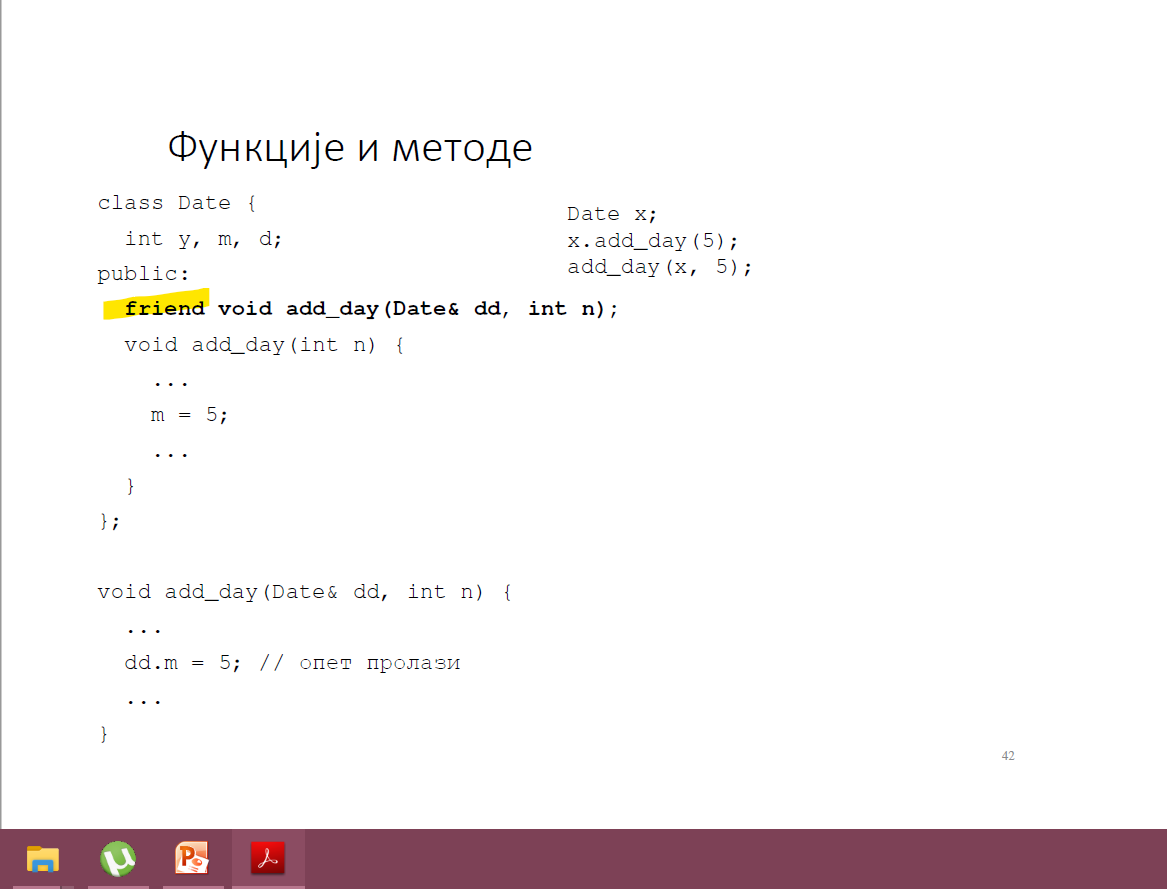 Функције и методе
class Date {
int y, m, d;
public:
friend void add_day(Date& dd, int n);
void add_day(int n) {
...
m = 5;
...
}
};
Date x;
x.add_day(5);
add_day(x, 5);
void add_day(Date& dd, int n) {
...
dd.m = 5; // опет пролази
...
}
42